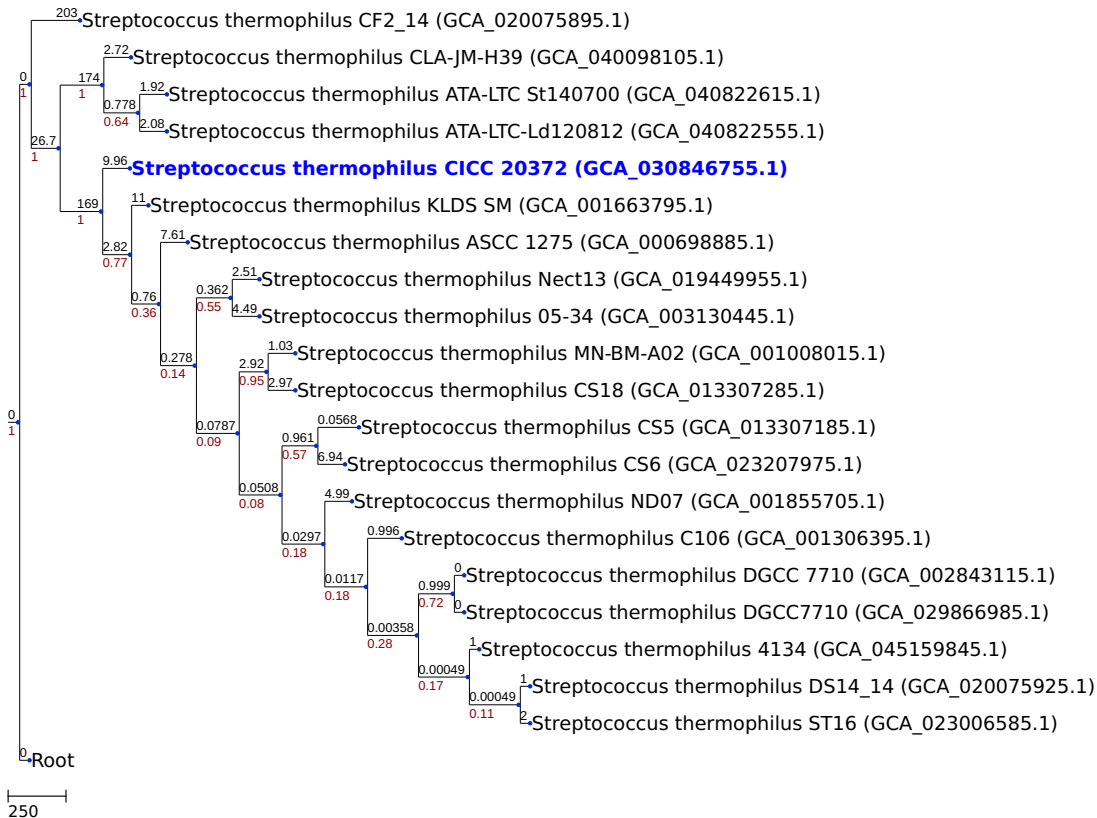 203 Streptococcus thermophilus CF2_14 (GCA_020075895.1)
2.72 Streptococcus thermophilus CLA-JM-H39 (GCA_040098105.1)
0 174
1 1
1.92 Streptococcus thermophilus ATA-LTC St140700 (GCA_040822615.1)
0.778
0.64
2.08 Streptococcus thermophilus ATA-LTC-Ld120812 (GCA_040822555.1)
26.7
1
9.96 Streptococcus thermophilus CICC 20372 (GCA_030846755.1)
11 Streptococcus thermophilus KLDS SM (GCA_001663795.1)
169
1
7.61 Streptococcus thermophilus ASCC 1275 (GCA_000698885.1)
2.82
0.77
2.51 Streptococcus thermophilus Nect13 (GCA_019449955.1)
0.76 0.362
0.36 0.55
4.49 Streptococcus thermophilus 05-34 (GCA_003130445.1)
1.03 Streptococcus thermophilus MN-BM-A02 (GCA_001008015.1)
0.278 2.92
0.14 0.95
2.97 Streptococcus thermophilus CS18 (GCA_013307285.1)
0.0568 Streptococcus thermophilus CS5 (GCA_013307185.1)
0 0.0787 0.961
1 0.09 0.57
6.94 Streptococcus thermophilus CS6 (GCA_023207975.1)
4.99 Streptococcus thermophilus ND07 (GCA_001855705.1)
0.0508
0.08
0.996 Streptococcus thermophilus C106 (GCA_001306395.1)
0.0297
0.18
0 Streptococcus thermophilus DGCC 7710 (GCA_002843115.1)
0.0117 0.999
0.18 0.72
0 Streptococcus thermophilus DGCC7710 (GCA_029866985.1)
0.00358
0.28
1 Streptococcus thermophilus 4134 (GCA_045159845.1)
0.00049
0.17
1 Streptococcus thermophilus DS14_14 (GCA_020075925.1)
0.00049
0.11
2 Streptococcus thermophilus ST16 (GCA_023006585.1)
0 Root
250